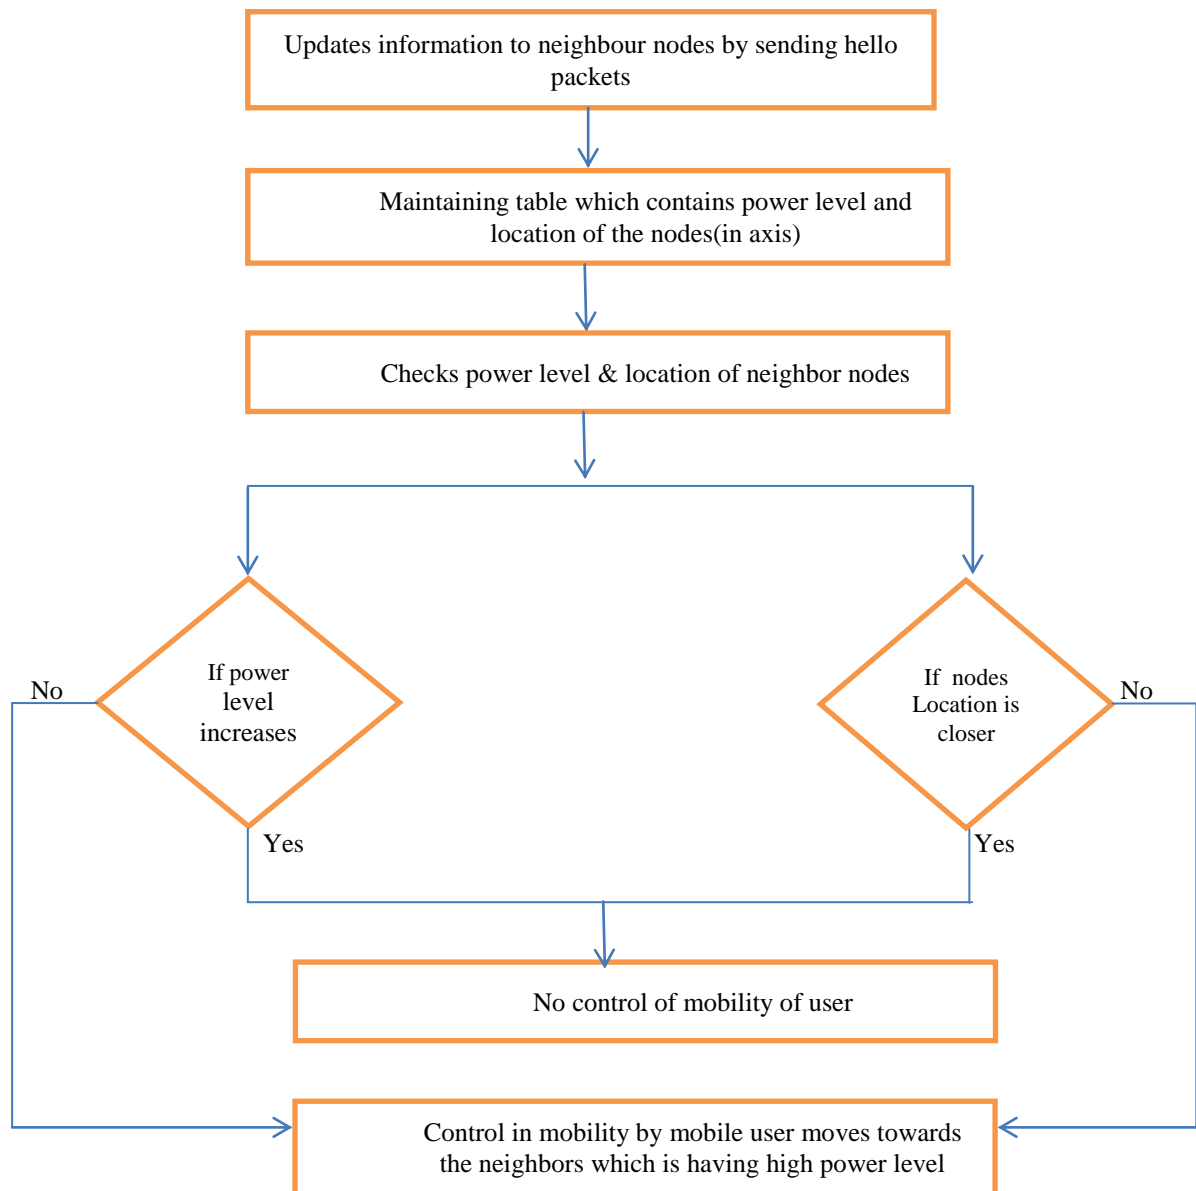 Updates information to neighbour nodes by sending hello
packets
Maintaining table which contains power level and
location of the nodes(in axis)
Checks power level & location of neighbor nodes
If power
level
increases
No
If nodes
Location is
closer
No
Yes
Yes
No control of mobility of user
Control in mobility by mobile user moves towards
the neighbors which is having high power level